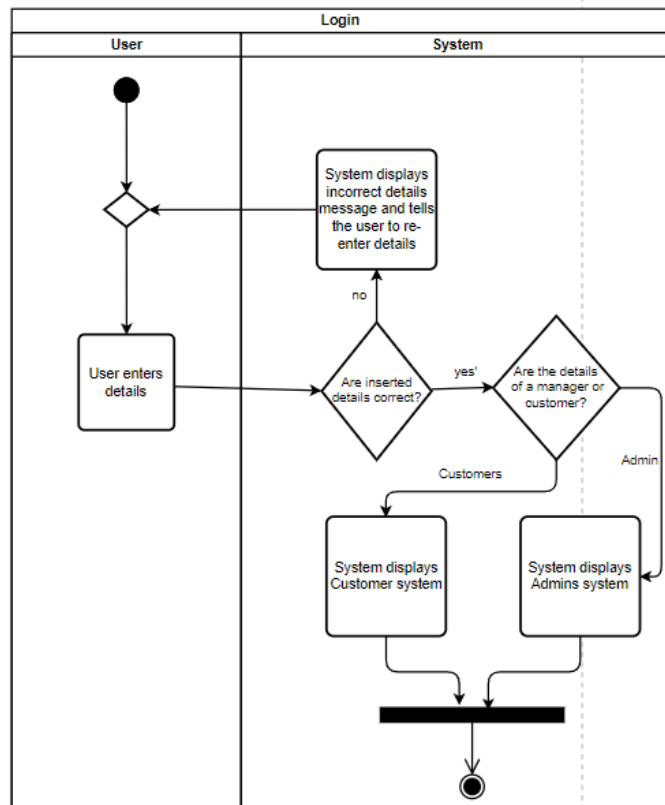 Login
User
System
System displays
incorrect details
message and tells
the user to re-
enter details
no
User enters
details
Are inserted
details correct?
yes'
Are the details
of a manager or
customer?
Admin
Customers
System displays
Customer system
System displays
Admins system